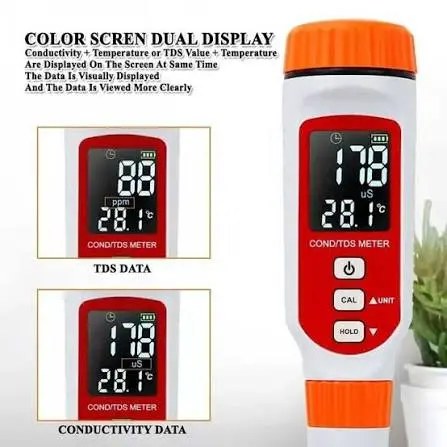 COLOR SCREN DUAL DISPLAY
Conductivity + Temperature or TDS Value + Temperature
Are Displayed On The Screen At Same Time
The Data Is Visually Displayed
And The Data Is Viewed More Clearly
88
ppm
28.1 °C
COND/TDS METER
TDS DATA
178
uS
28.1 °C
COND/TDS METER
CONDUCTIVITY DATA
178
uS
28.1 °C
COND/TDS METER
CAL ▲UNIT
HOLD ▼